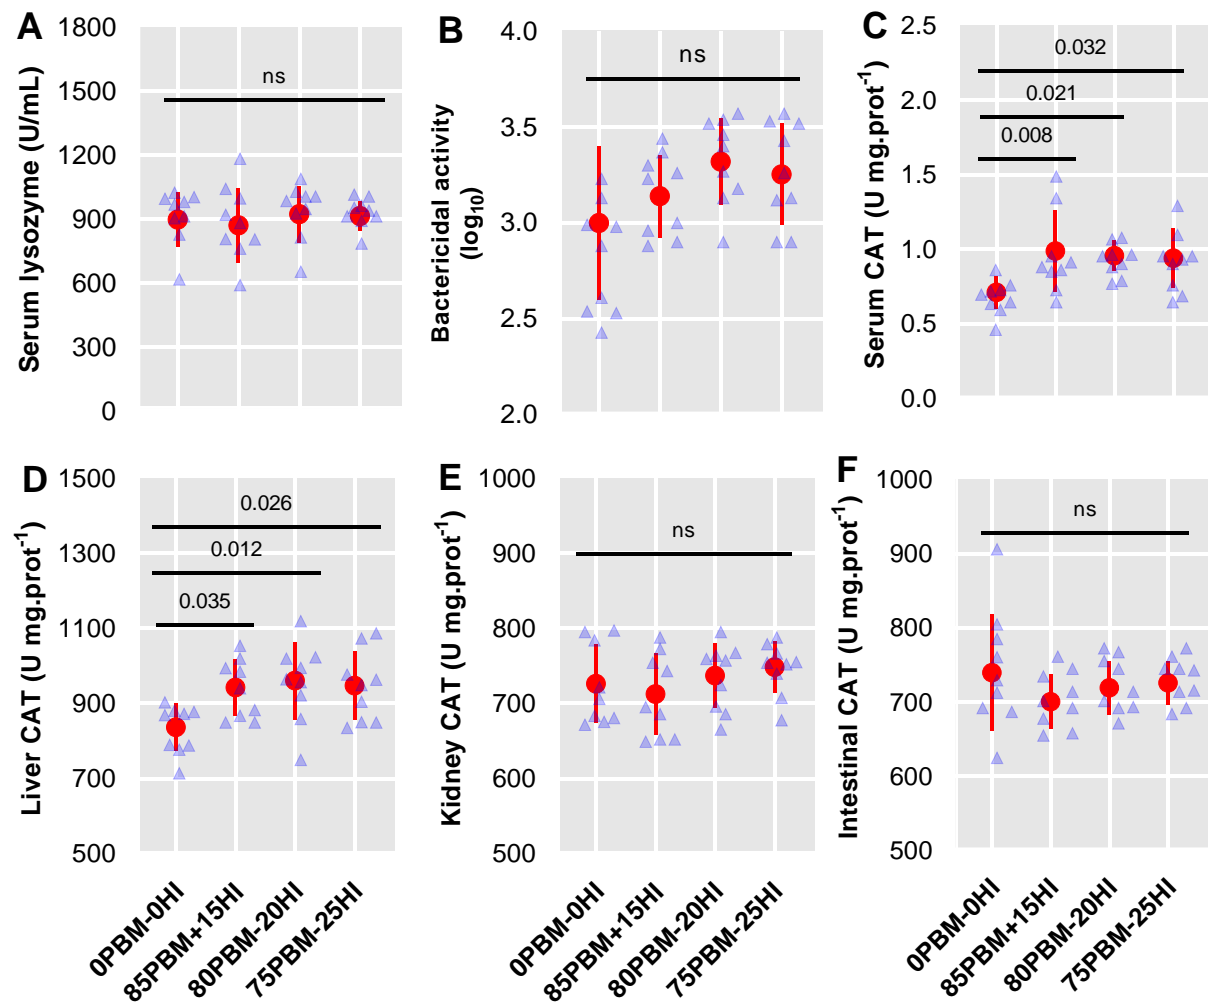 A
Serum lysozyme (U/mL)
1800
1500
1200
900
600
300
0
ns
B
Bactericidal activity
(log10)
4.0
3.5
3.0
2.5
2.0
ns
C
Serum CAT (U mg.prot-1)
2.5
2.0
1.5
1.0
0.5
0.0
0.032
0.021
0.008
D
Liver CAT (U mg.prot-1)
1500
1300
1100
900
700
500
0.026
0.012
0.035
0PBM-0HI
85PBM+15HI
80PBM-20HI
75PBM-25HI
E
Kidney CAT (U mg.prot-1)
1000
900
800
700
600
500
ns
0PBM-0HI
85PBM+15HI
80PBM-20HI
75PBM-25HI
F
Intestinal CAT (U mg.prot-1)
1000
900
800
700
600
500
ns
0PBM-0HI
85PBM+15HI
80PBM-20HI
75PBM-25HI